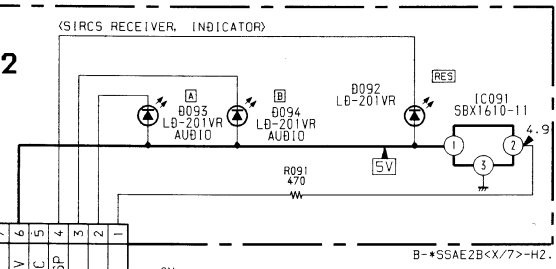 (SIRCS RECEIVER, INDICATOR)
2
RES
A
B
D092
LD-201VR
IC091
SBX1610-11
D093
LD-201VR
AUDIO
D094
LD-201VR
AUDIO
4.9
1
2
3
5V
R091
470
6
5
4
3
2
1
V
C
SP
B-*SSAE2B<X/7>-H2.